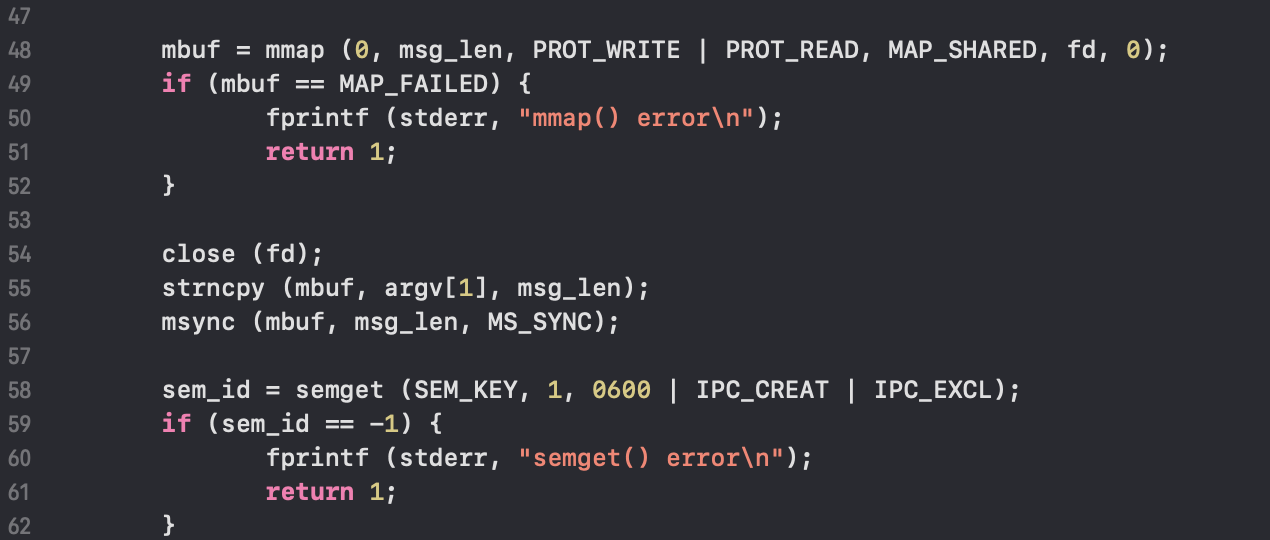 47
48 mbuf = mmap (0, msg_len, PROT_WRITE | PROT_READ, MAP_SHARED, fd, 0);
49 if (mbuf == MAP_FAILED) {
50 fprintf (stderr, "mmap() error\n");
51 return 1;
52 }
53
54 close (fd);
55 strncpy (mbuf, argv[1], msg_len);
56 msync (mbuf, msg_len, MS_SYNC);
57
58 sem_id = semget (SEM_KEY, 1, 0600 | IPC_CREAT | IPC_EXCL);
59 if (sem_id == -1) {
60 fprintf (stderr, "semget() error\n");
61 return 1;
62 }